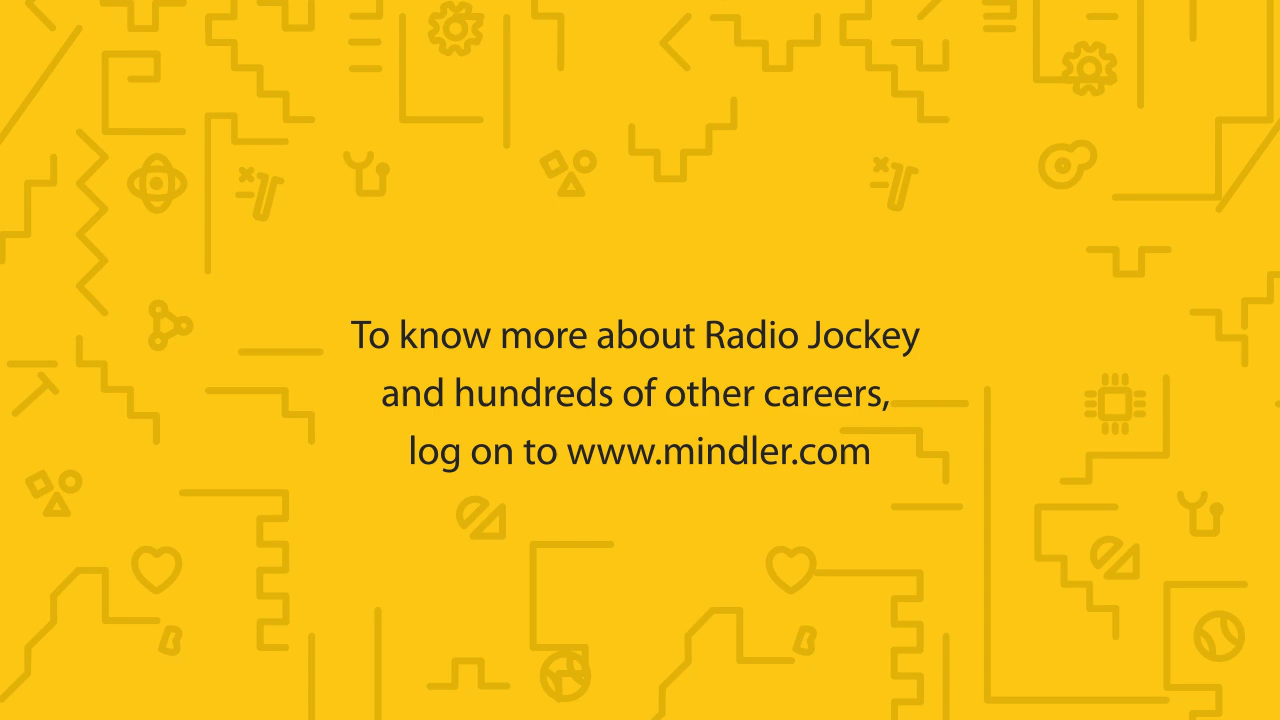 To know more about Radio Jockey
and hundreds of other careers,
log on to www.mindler.com